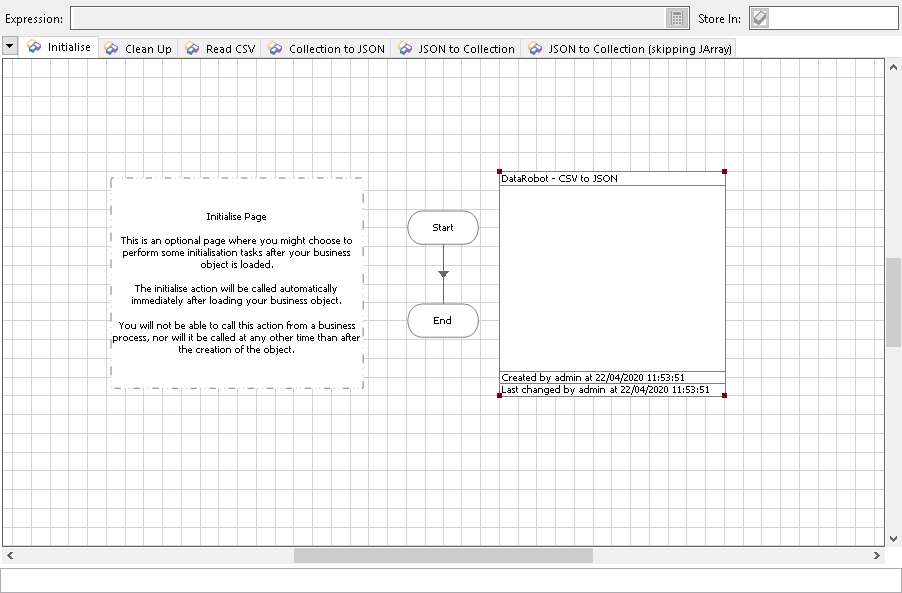 Expression:
Store In:
Initialise
Clean Up
Read CSV
Collection to JSON
JSON to Collection
JSON to Collection (skipping JArray)
Initialise Page
This is an optional page where you might choose to
perform some initialisation tasks after your business
object is loaded.
The initialise action will be called automatically
immediately after loading your business object.
You will not be able to call this action from a business
process, nor will it be called at any other time than after
the creation of the object.
Start
End
DataRobot - CSV to JSON
Created by admin at 22/04/2020 11:53:51
Last changed by admin at 22/04/2020 11:53:51